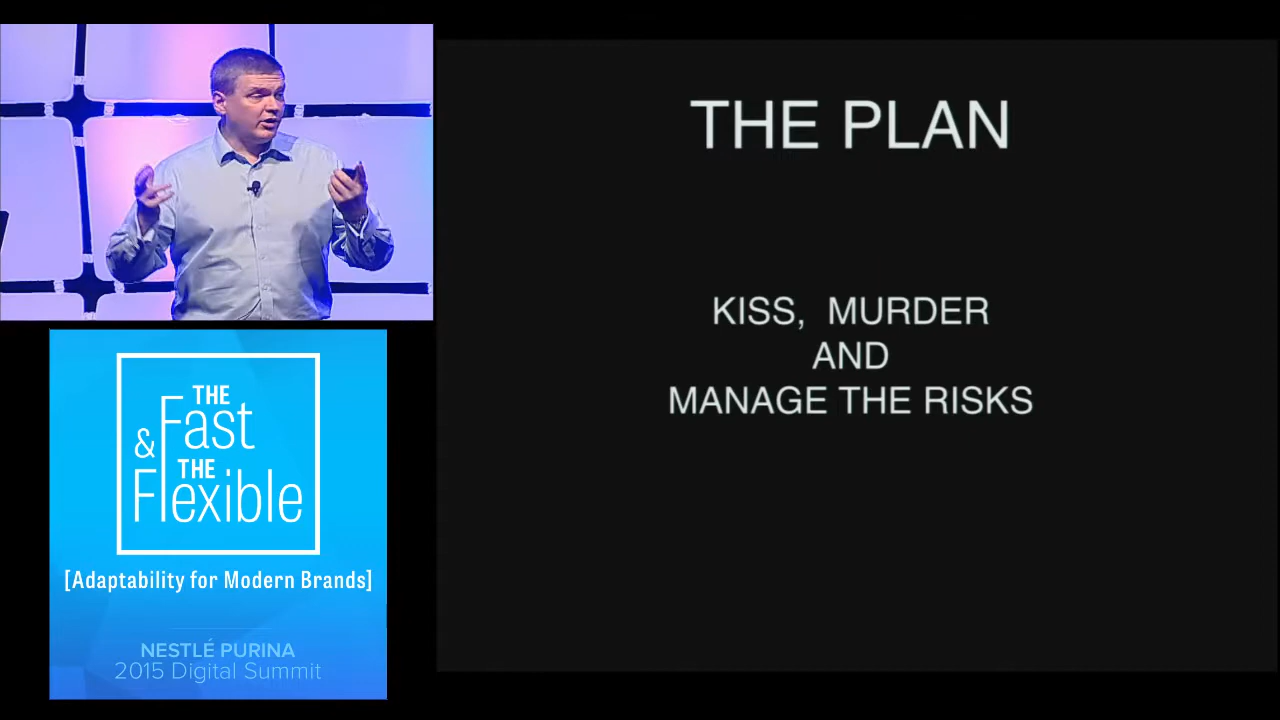 THE PLAN
KISS, MURDER
AND
MANAGE THE RISKS
THE
Fast
&
THE
Flexible
[Adaptability for Modern Brands]
NESTLÉ PURINA
2015 Digital Summit